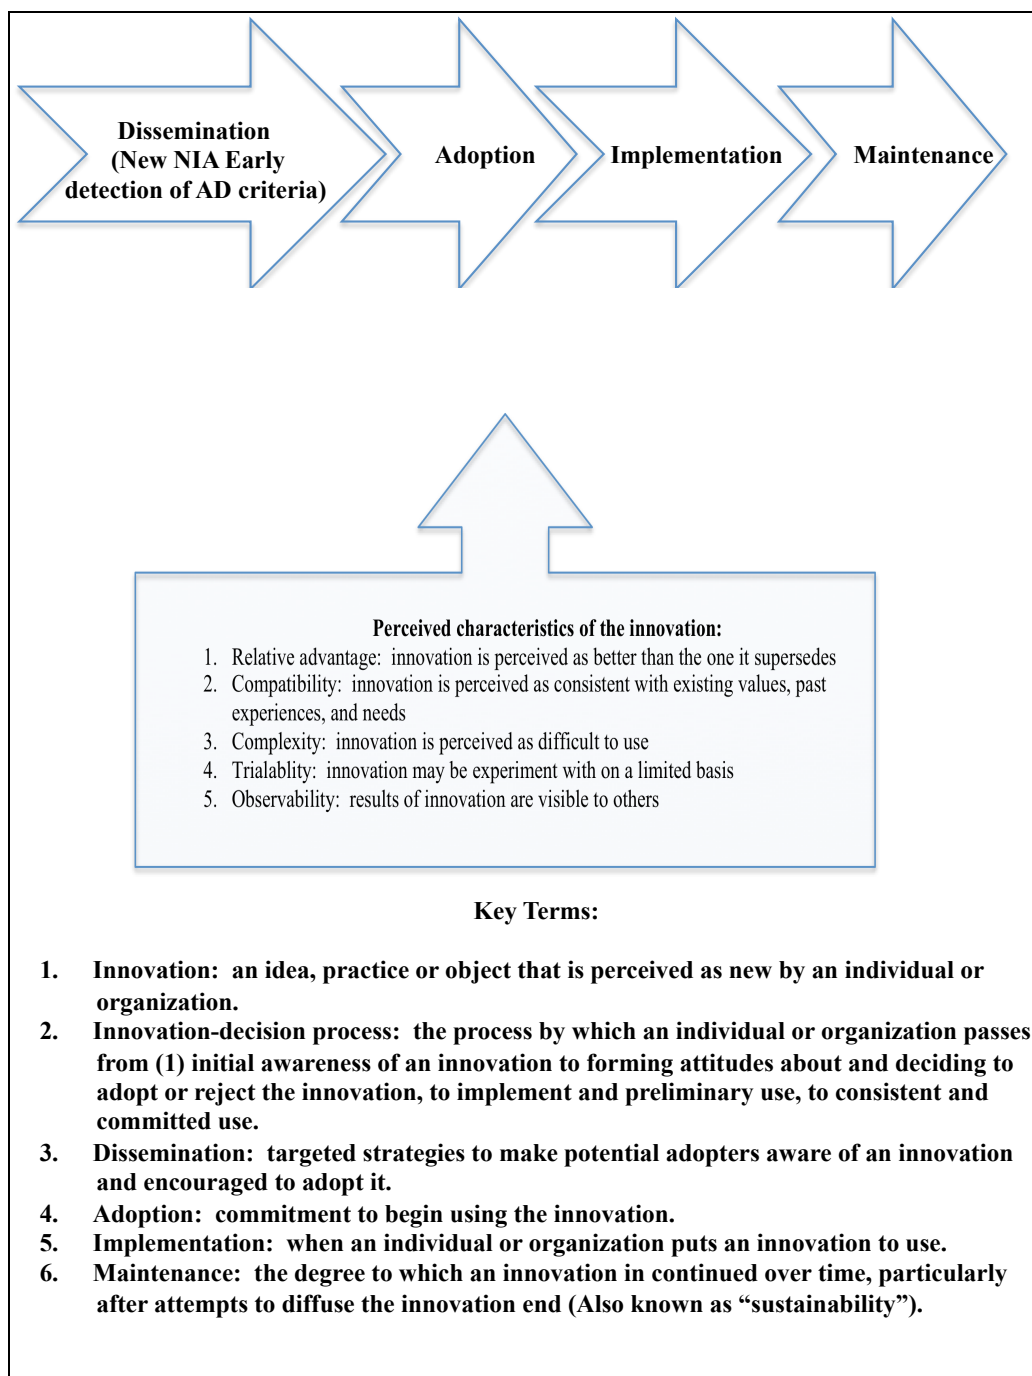 Dissemination
(New NIA Early
detection of AD criteria)
Adoption
Implementation
Maintenance
Perceived characteristics of the innovation:
1. Relative advantage: innovation is perceived as better than the one it supersedes
2. Compatibility: innovation is perceived as consistent with existing values, past
experiences, and needs
3. Complexity: innovation is perceived as difficult to use
4. Trialablity: innovation may be experiment with on a limited basis
5. Observability: results of innovation are visible to others
Key Terms:
1. Innovation: an idea, practice or object that is perceived as new by an individual or
organization.
2. Innovation-decision process: the process by which an individual or organization passes
from (1) initial awareness of an innovation to forming attitudes about and deciding to
adopt or reject the innovation, to implement and preliminary use, to consistent and
committed use.
3. Dissemination: targeted strategies to make potential adopters aware of an innovation
and encouraged to adopt it.
4. Adoption: commitment to begin using the innovation.
5. Implementation: when an individual or organization puts an innovation to use.
6. Maintenance: the degree to which an innovation in continued over time, particularly
after attempts to diffuse the innovation end (Also known as “sustainability”).